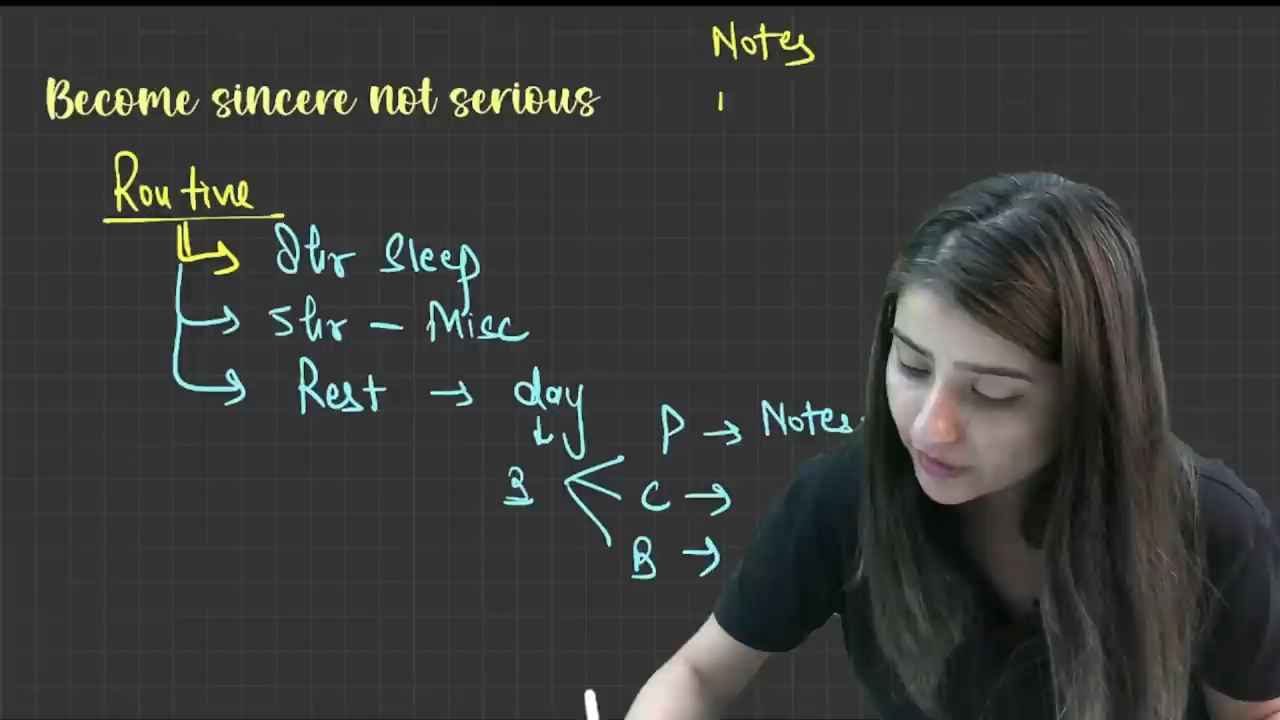 Notes
Become sincere not serious
Routine
8hr Sleep
5hr - Misc
Rest → day
P → Notes
3
C →
B →